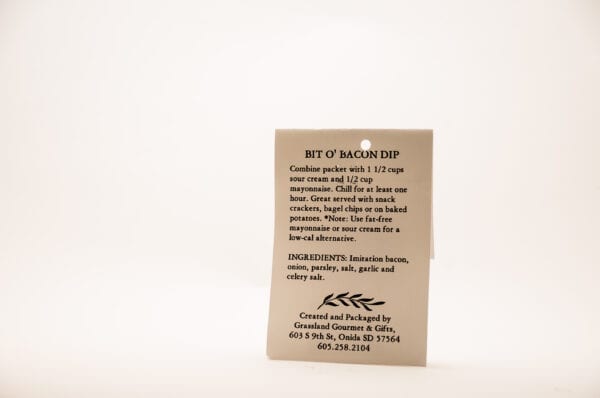 BIT O' BACON DIP
Combine packet with 1 1/2 cups
sour cream and 1/2 cup
mayonnaise. Chill for at least one
hour. Great served with snack
crackers, bagel chips or on baked
potatoes. *Note: Use fat-free
mayonnaise or sour cream for a
low-cal alternative.
INGREDIENTS: Imitation bacon,
onion, parsley, salt, garlic and
celery salt.
Created and Packaged by
Grassland Gourmet & Gifts,
603 S 9th St, Onida SD 57564
605.258.2104